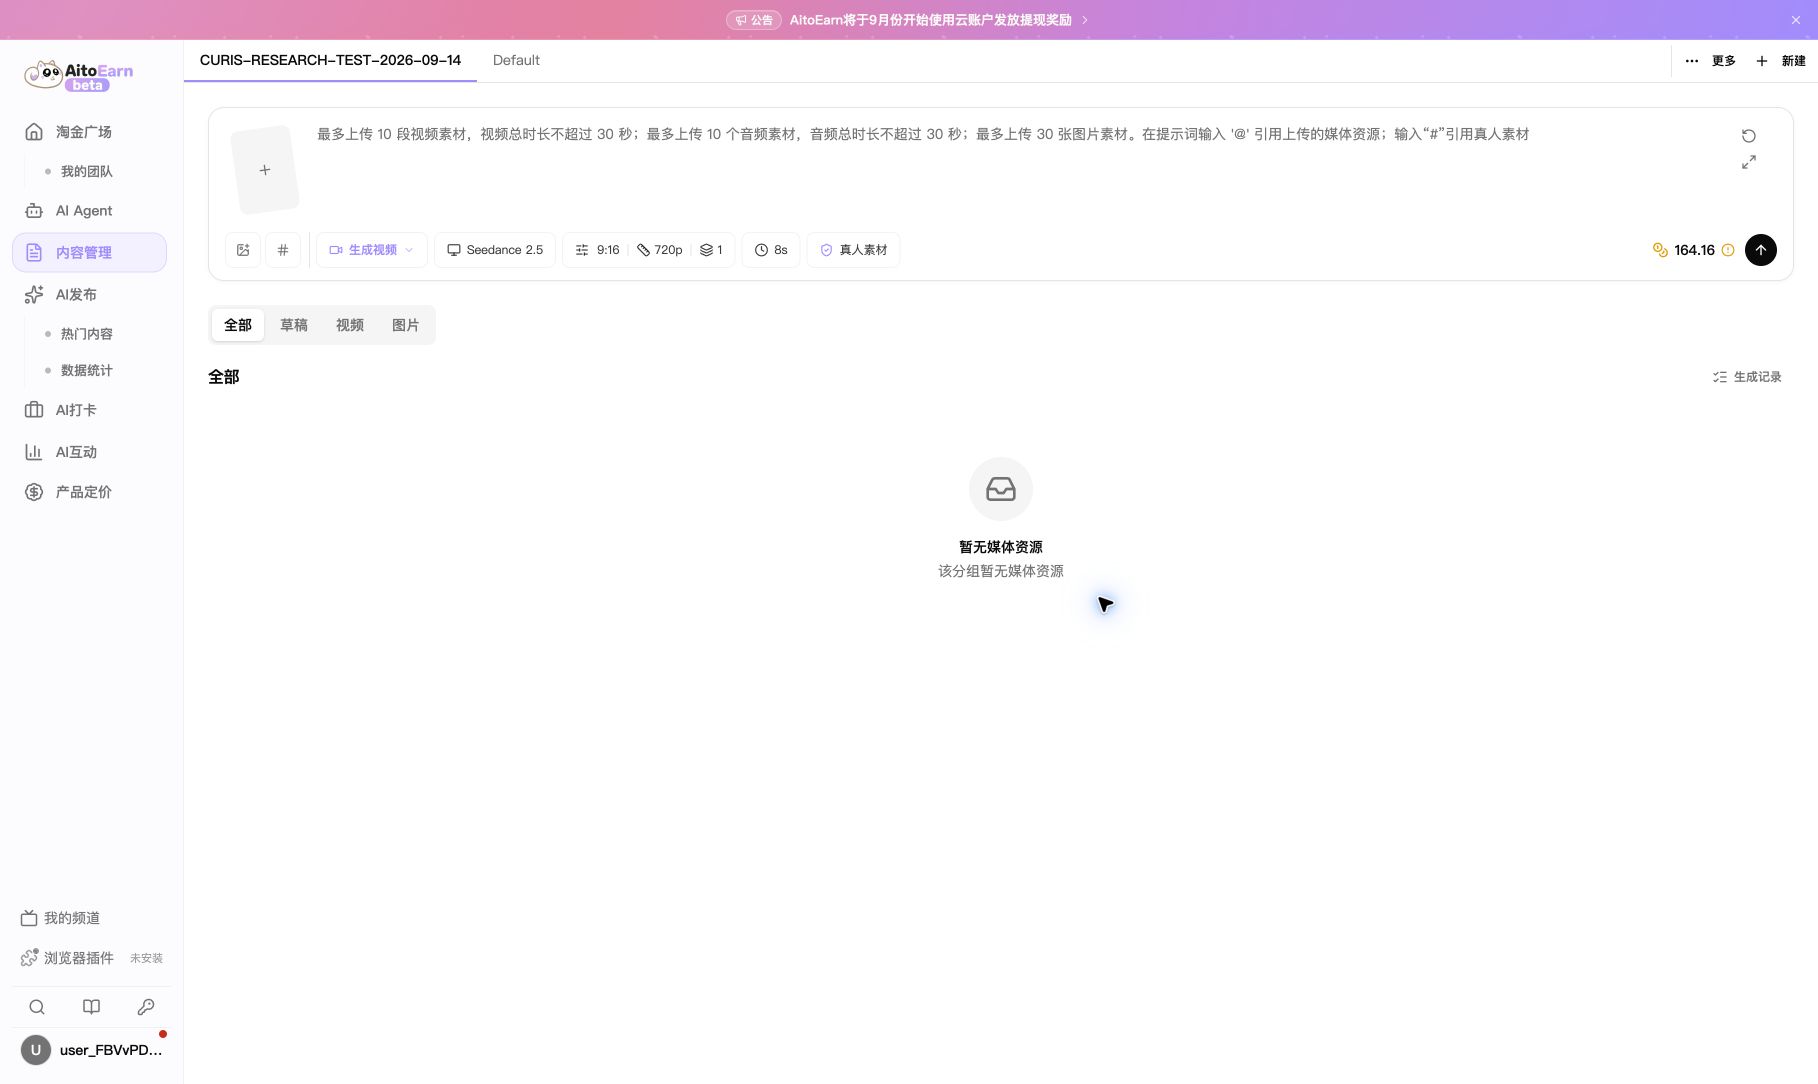 公告 AitoEarn将于9月份开始使用云账户发放提现奖励
AitoEarn
beta
CURIS-RESEARCH-TEST-2026-09-14 Default 更多 新建
淘金广场
我的团队
AI Agent
内容管理
AI发布
热门内容
数据统计
AI打卡
AI互动
产品定价
最多上传 10 段视频素材，视频总时长不超过 30 秒；最多上传 10 个音频素材，音频总时长不超过 30 秒；最多上传 30 张图片素材。在提示词输入 '@' 引用上传的媒体资源；输入“#”引用真人素材
生成视频 Seedance 2.5 9:16 720p 1 8s 真人素材 164.16
全部 草稿 视频 图片
全部 生成记录
暂无媒体资源
该分组暂无媒体资源
我的频道
浏览器插件 未安装
U user_FBVvPD...